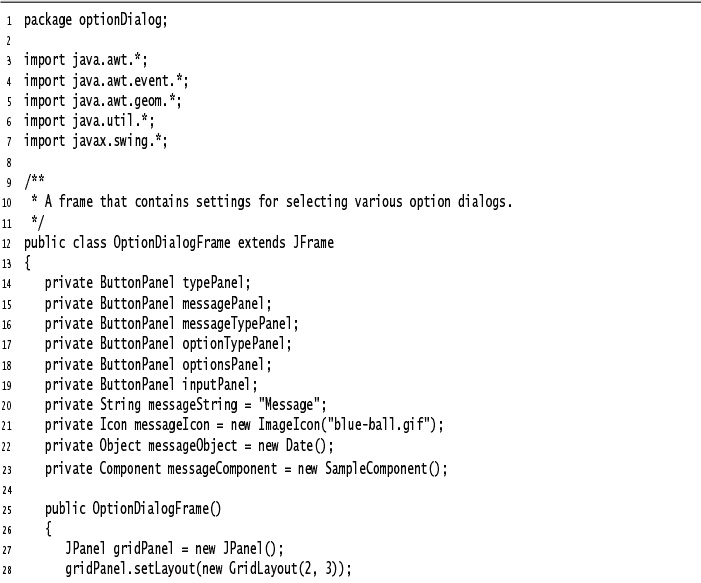 1 package optionDialog;
2
3 import java.awt.*;
4 import java.awt.event.*;
5 import java.awt.geom.*;
6 import java.util.*;
7 import javax.swing.*;
8
9 /**
10  * A frame that contains settings for selecting various option dialogs.
11  */
12 public class OptionDialogFrame extends JFrame
13 {
14    private ButtonPanel typePanel;
15    private ButtonPanel messagePanel;
16    private ButtonPanel messageTypePanel;
17    private ButtonPanel optionTypePanel;
18    private ButtonPanel optionsPanel;
19    private ButtonPanel inputPanel;
20    private String messageString = "Message";
21    private Icon messageIcon = new ImageIcon("blue-ball.gif");
22    private Object messageObject = new Date();
23    private Component messageComponent = new SampleComponent();
24
25    public OptionDialogFrame()
26    {
27       JPanel gridPanel = new JPanel();
28       gridPanel.setLayout(new GridLayout(2, 3));